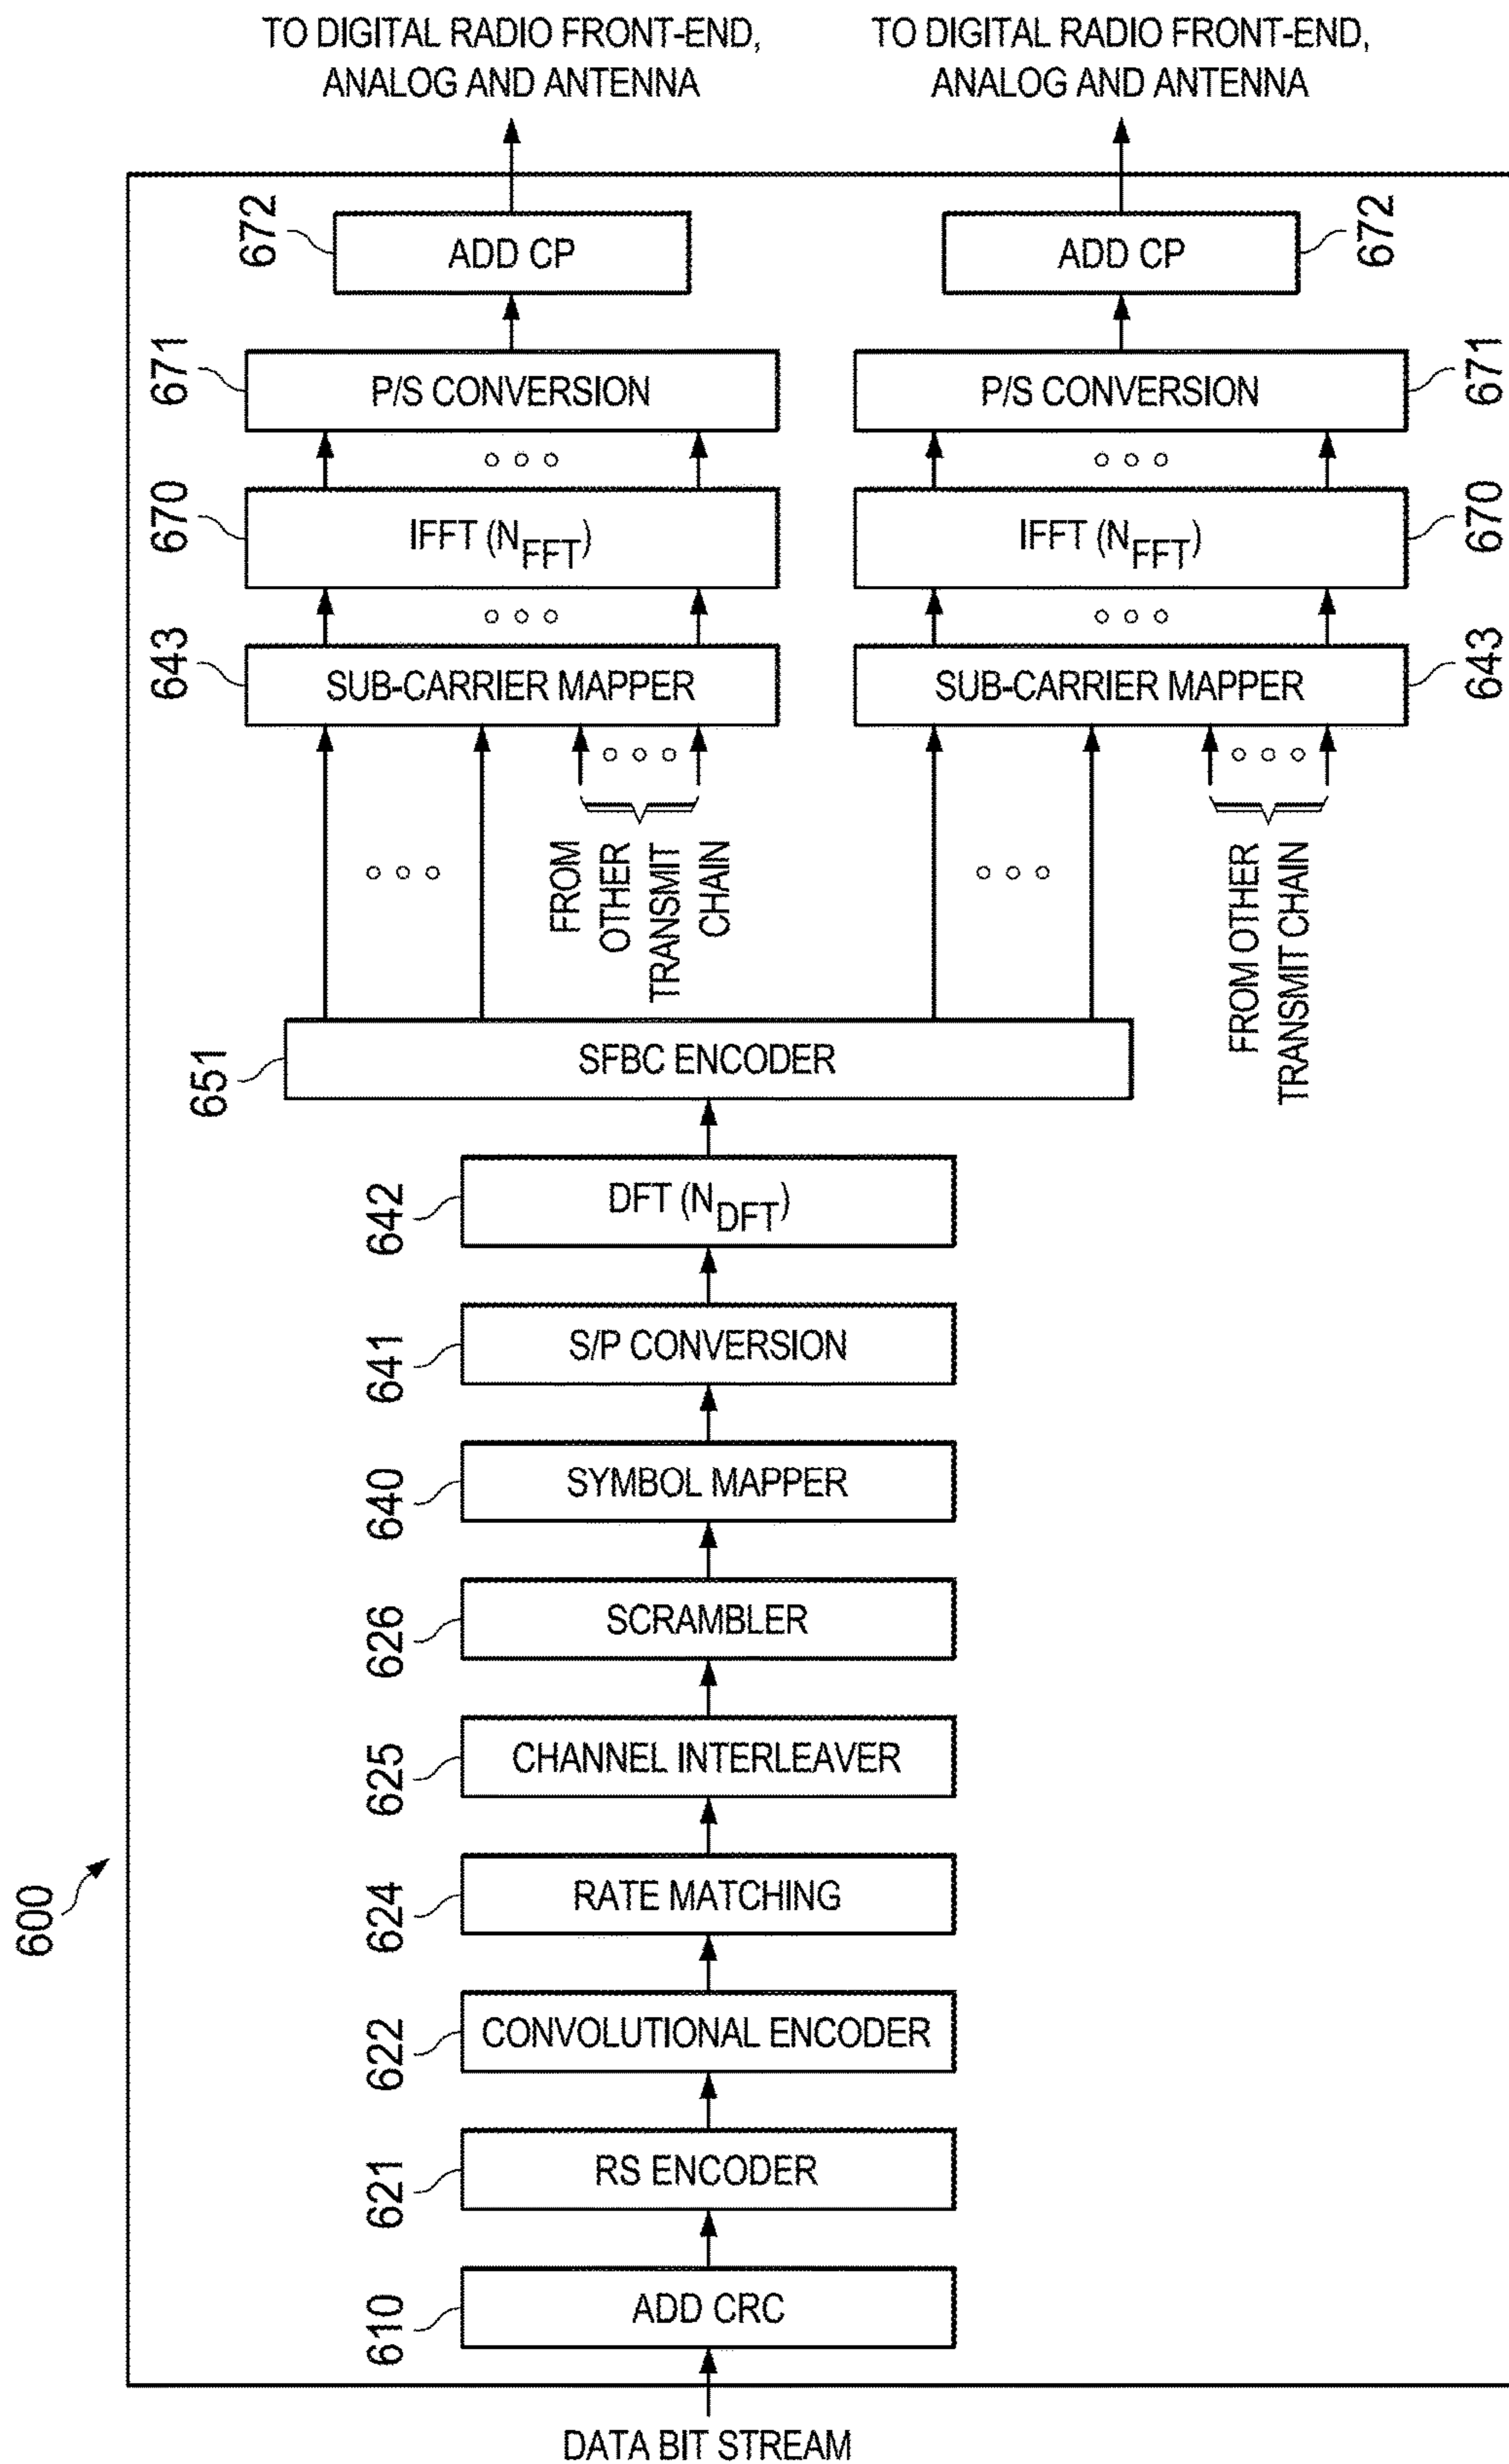 TO DIGITAL RADIO FRONT-END,
ANALOG AND ANTENNA
TO DIGITAL RADIO FRONT-END,
ANALOG AND ANTENNA
672
ADD CP
ADD CP
672
671
P/S CONVERSION
P/S CONVERSION
671
670
IFFT (N_FFT)
IFFT (N_FFT)
670
643
SUB-CARRIER MAPPER
SUB-CARRIER MAPPER
643
FROM
OTHER
TRANSMIT
CHAIN
FROM OTHER
TRANSMIT CHAIN
651
SFBC ENCODER
642
DFT (N_DFT)
641
S/P CONVERSION
640
SYMBOL MAPPER
626
SCRAMBLER
625
CHANNEL INTERLEAVER
600
624
RATE MATCHING
622
CONVOLUTIONAL ENCODER
621
RS ENCODER
610
ADD CRC
DATA BIT STREAM